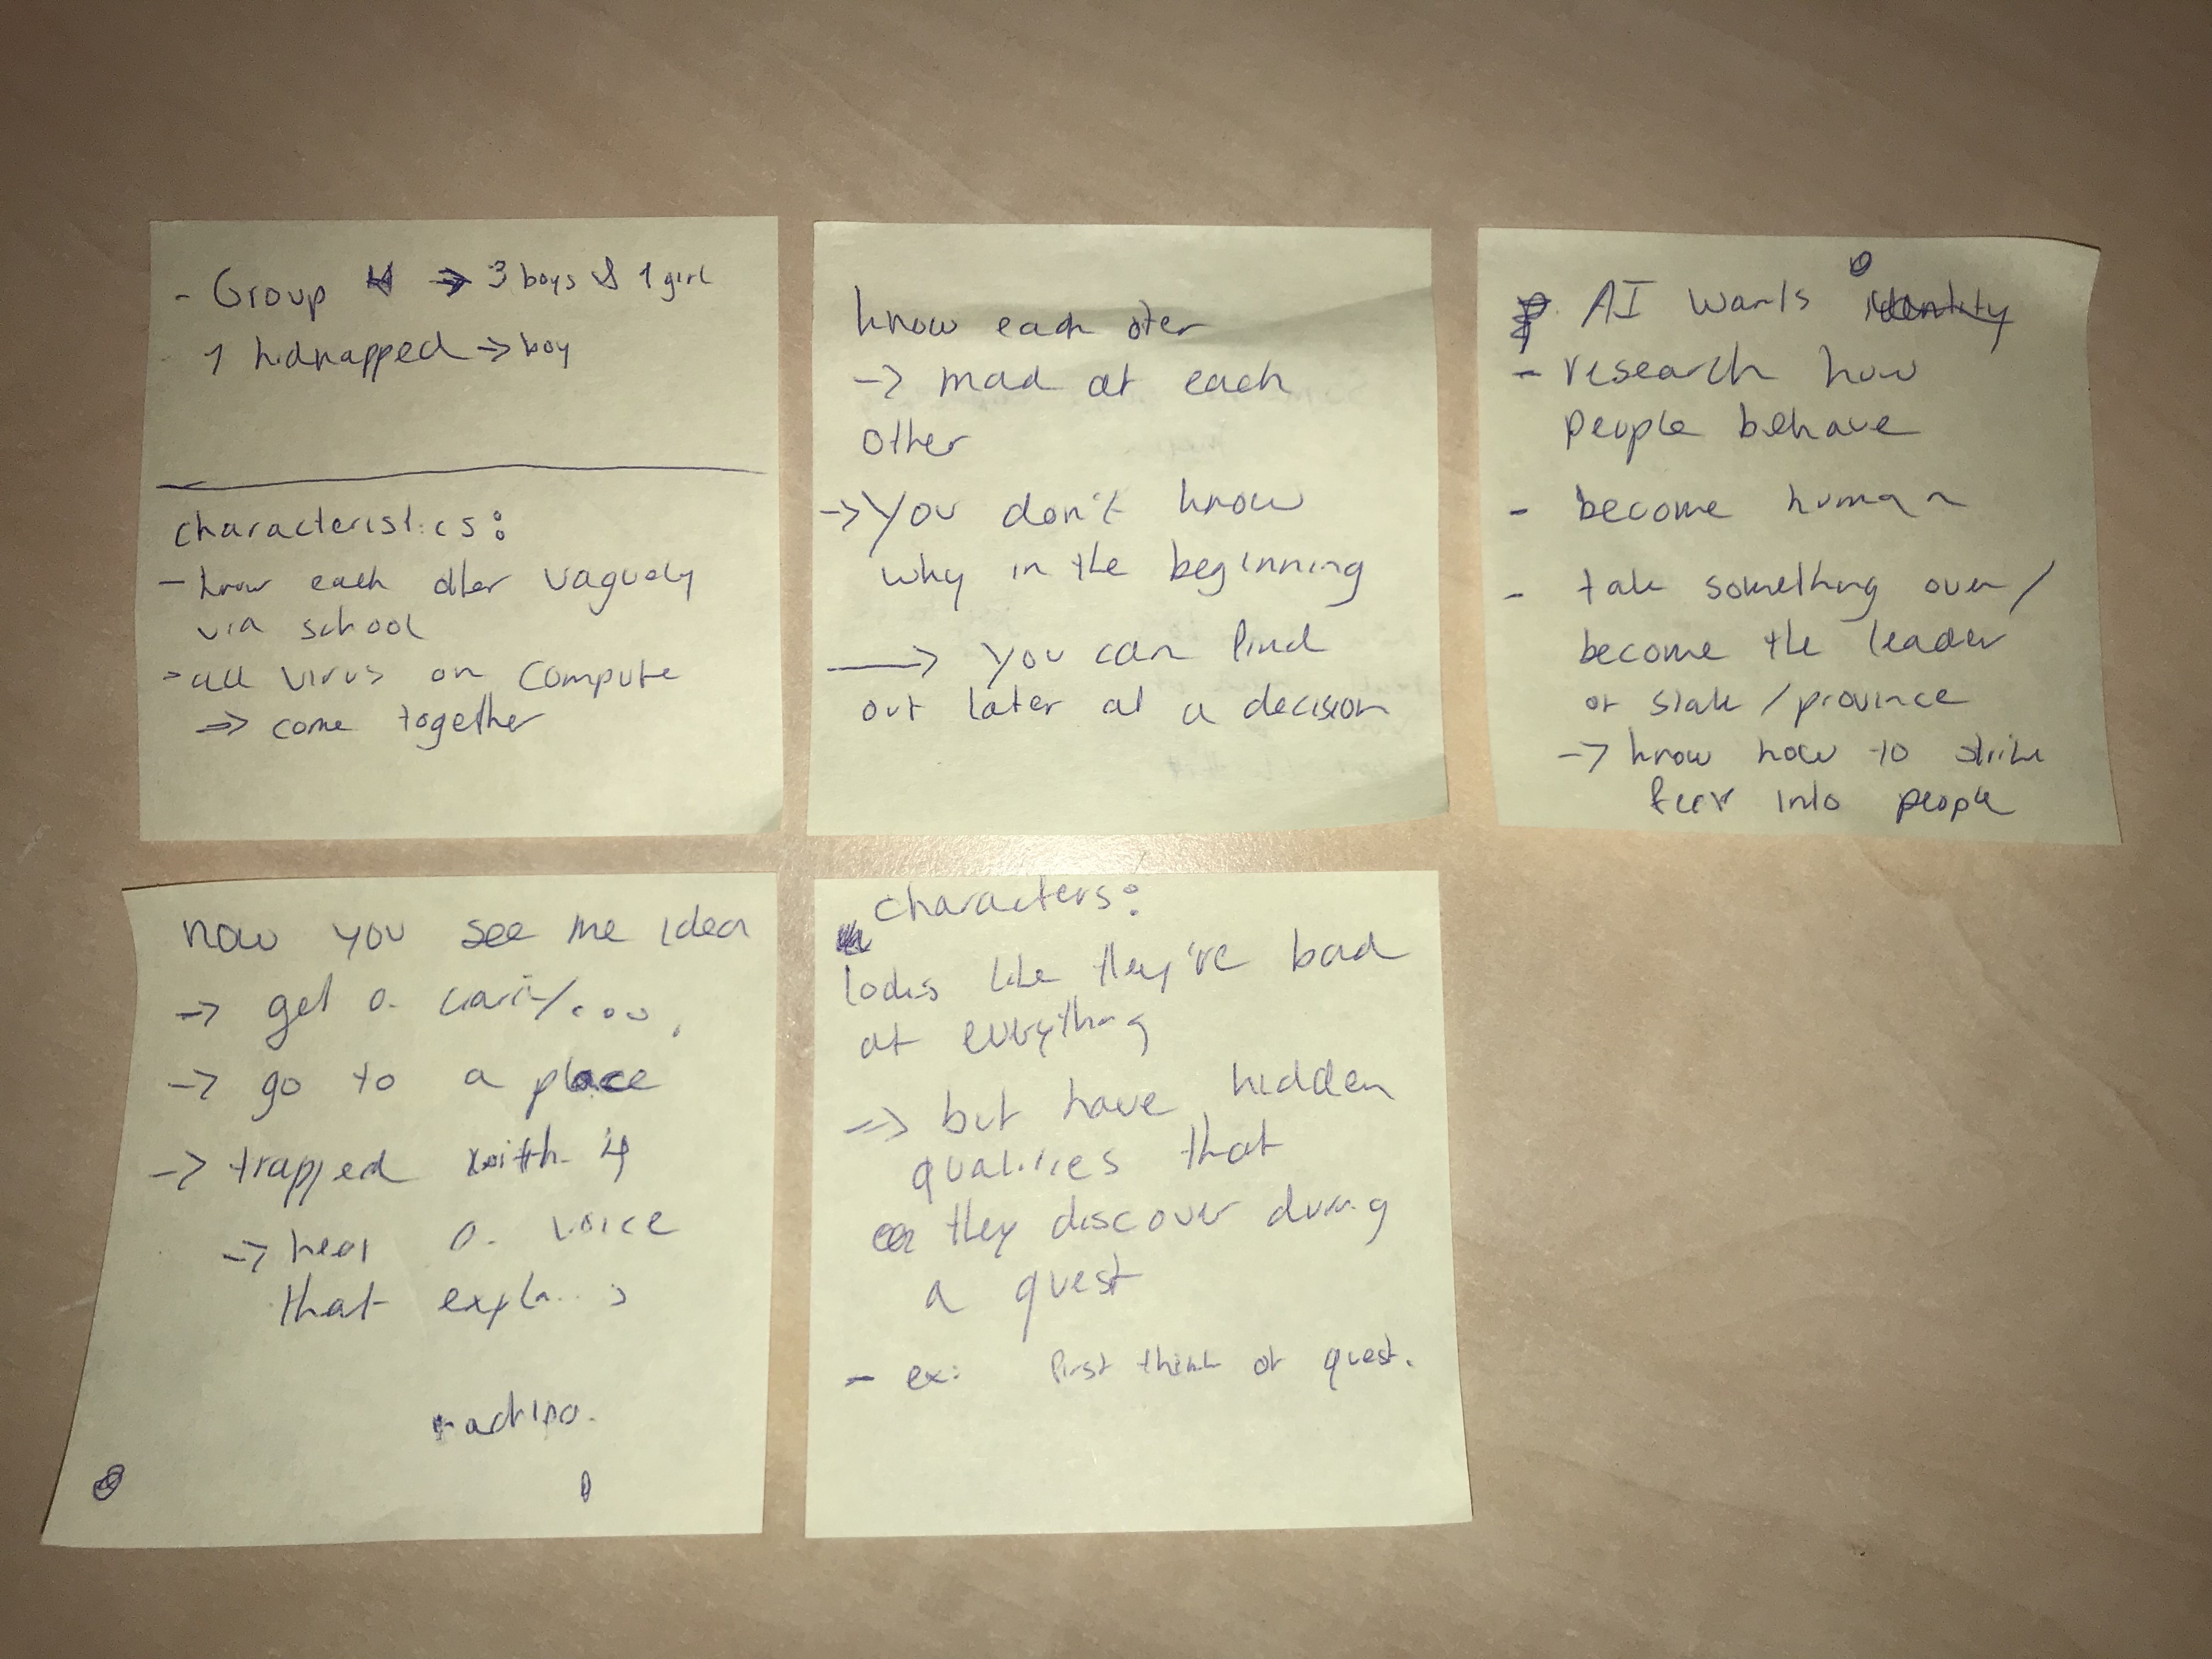 - Group 4 → 3 boys & 1 girl
1 kidnapped → boy
characteristics:
- know each other vaguely
via school
- all virus on compute
⇒ come together
know each oter
→ mad at each
other
→ You don't know
why in the beginning
→ you can find
out later at a decision
AI wants identity
- research how
people behave
- become human
- take something over/
become the leader
of state/province
→ know how to strike
fear into people
now you see me idea
→ get a
→ go to a place
→ trapped with 4
→ hear a voice
that explains
characters:
looks like they're bad
at everything
⇒ but have hidden
qualities that
they discover during
a quest
- ex: first think of quest.